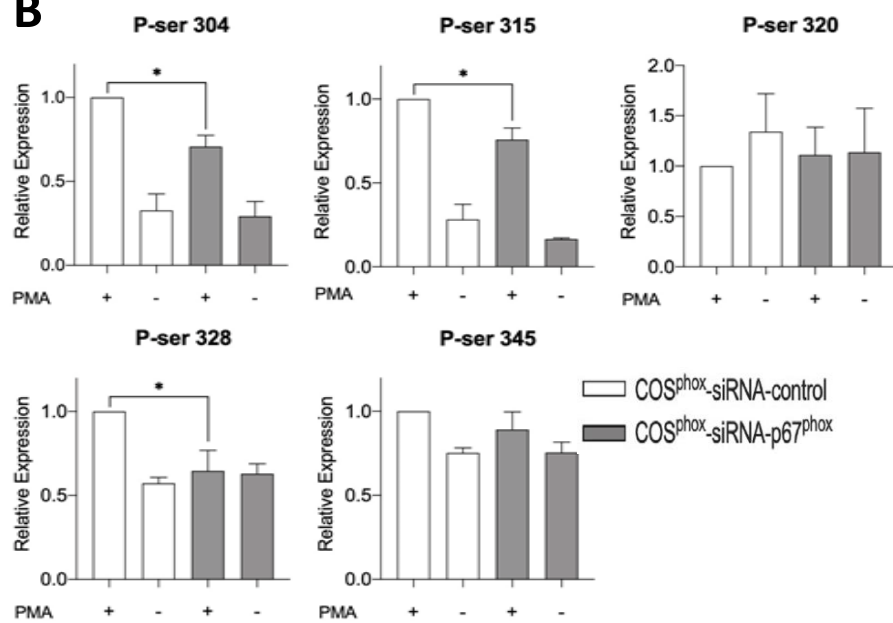 B
P-ser 304
P-ser 315
P-ser 320
*
*
Relative Expression
1.0
0.5
0.0
Relative Expression
1.0
0.5
0.0
Relative Expression
2.0
1.5
1.0
0.5
0.0
PMA + - + -
PMA + - + -
PMA + - + -
P-ser 328
P-ser 345
*
Relative Expression
1.0
0.5
0.0
Relative Expression
1.0
0.5
0.0
COSphox-siRNA-control
COSphox-siRNA-p67phox
PMA + - + -
PMA + - + -